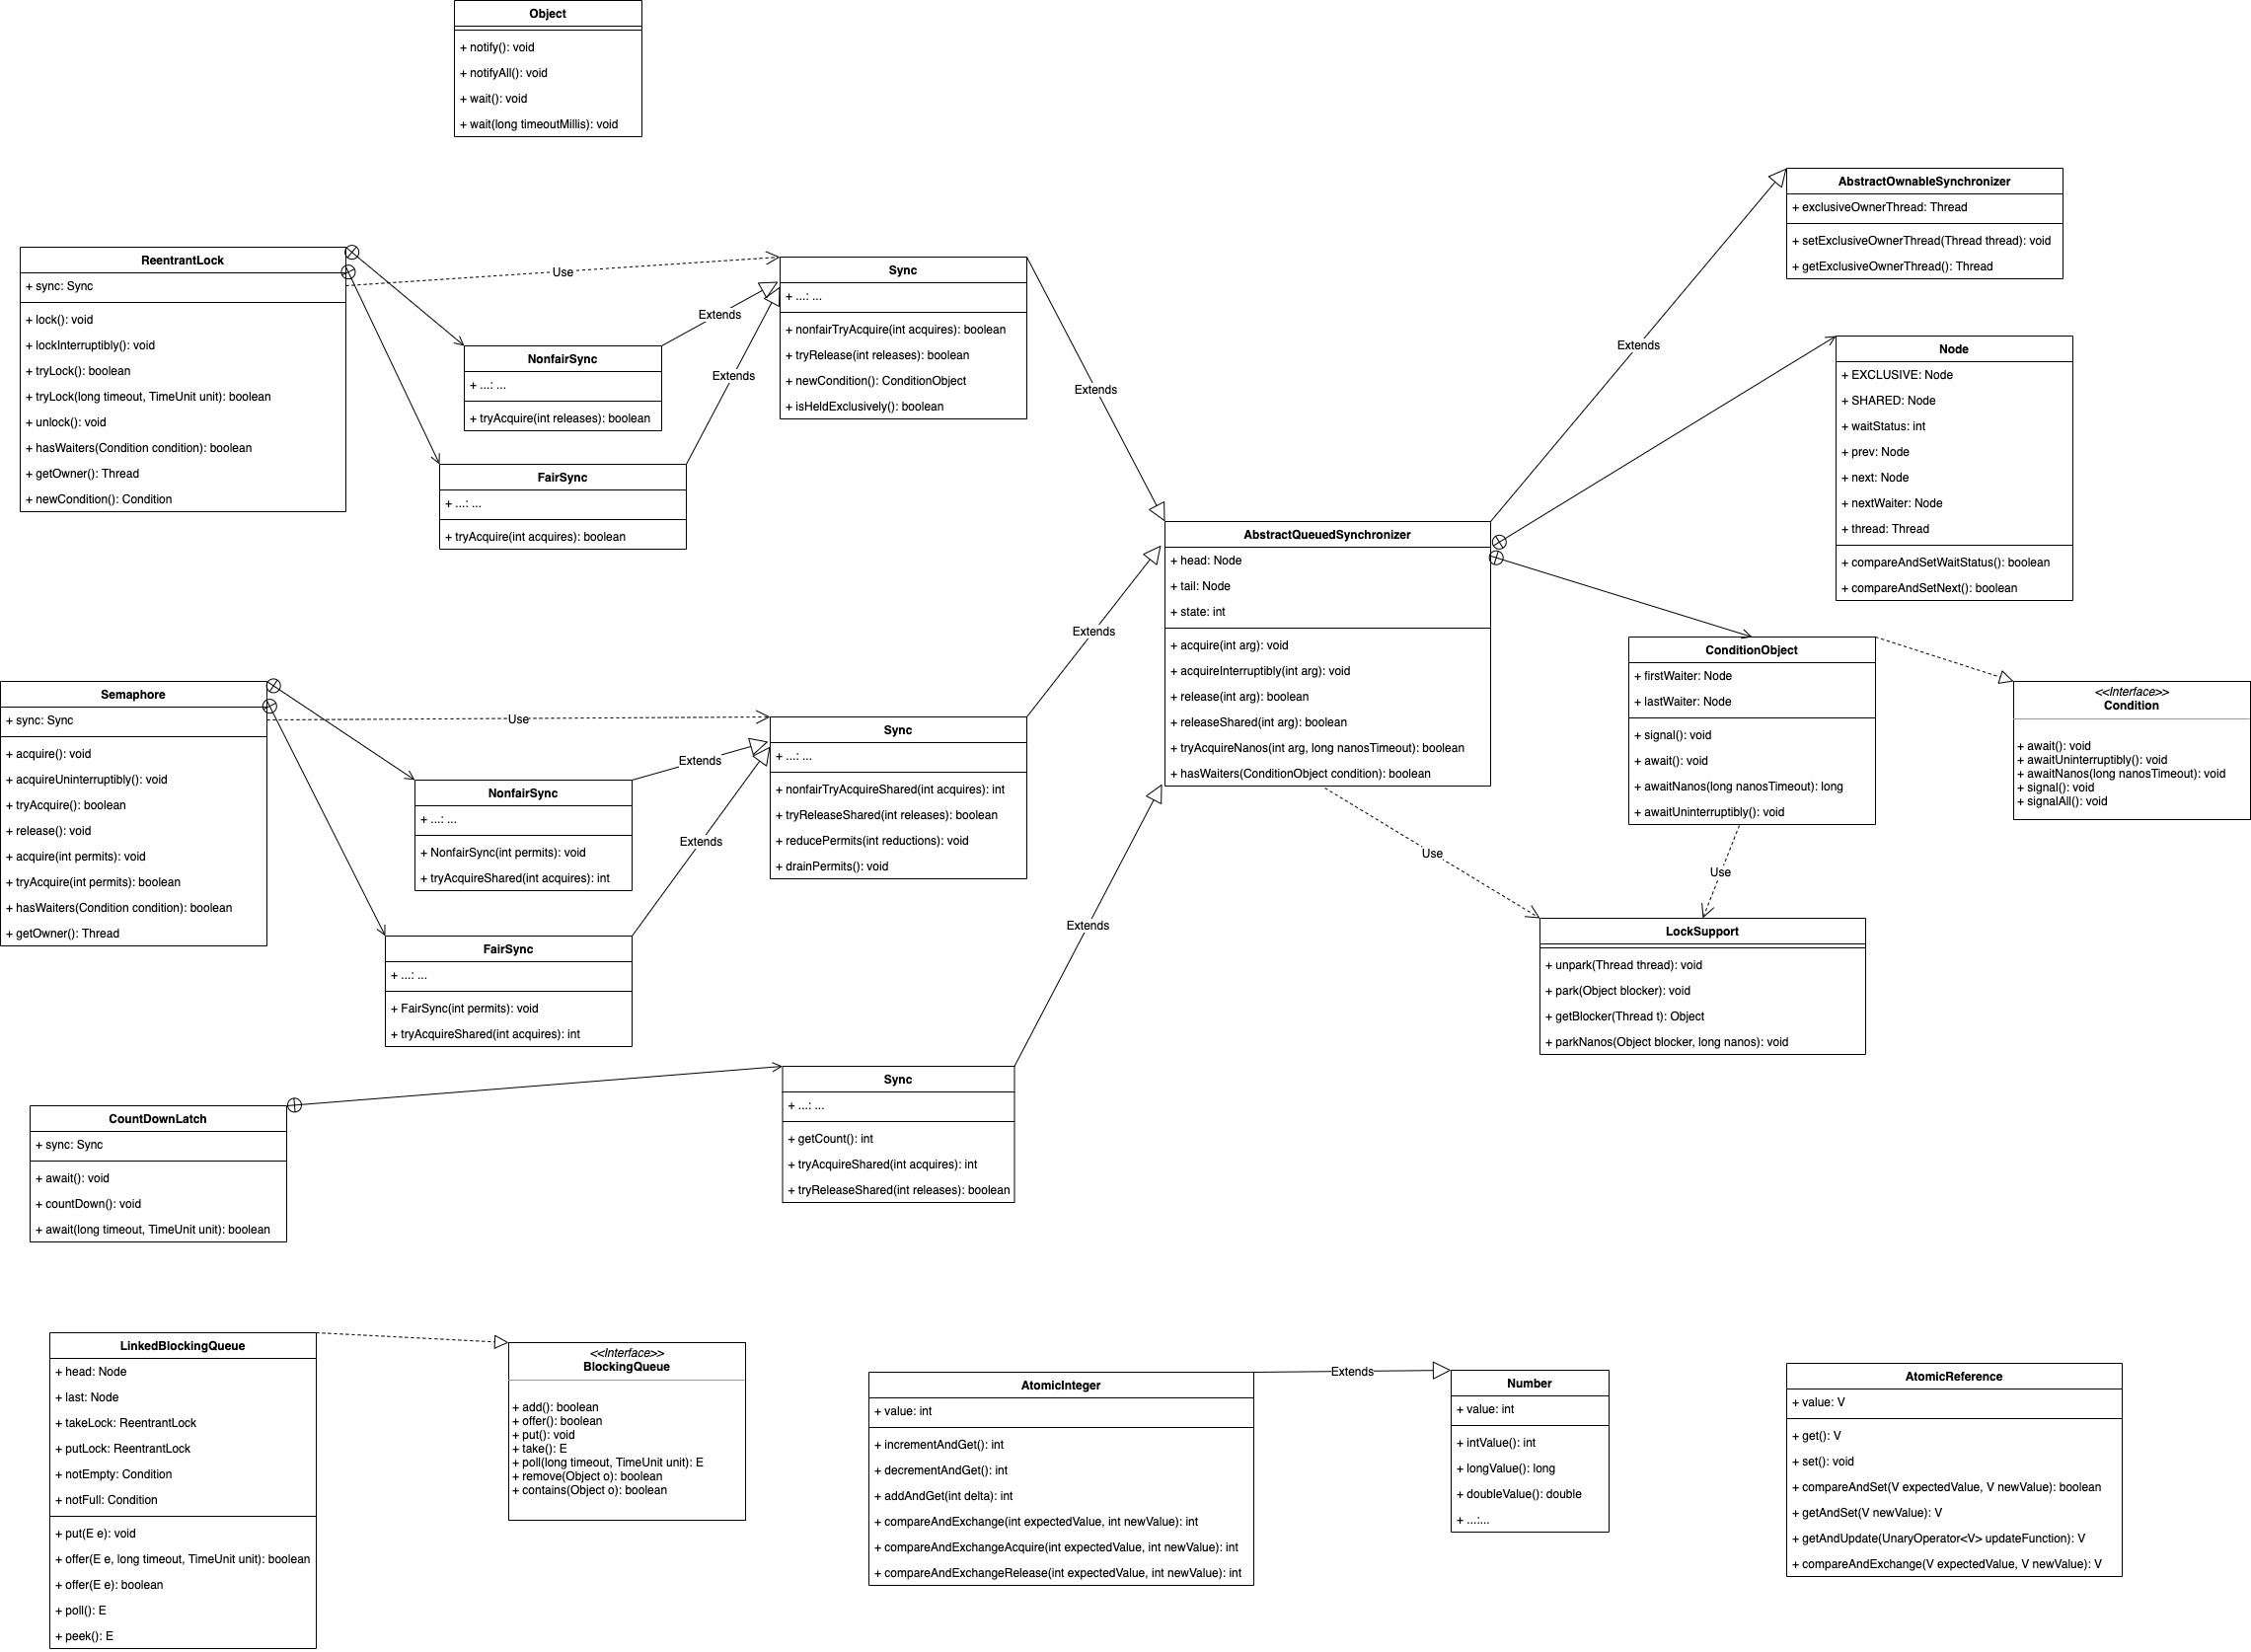 Object
+ notify(): void
+ notifyAll(): void
+ wait(): void
+ wait(long timeoutMillis): void
ReentrantLock
+ sync: Sync
+ lock(): void
+ lockInterruptibly(): void
+ tryLock(): boolean
+ tryLock(long timeout, TimeUnit unit): boolean
+ unlock(): void
+ hasWaiters(Condition condition): boolean
+ getOwner(): Thread
+ newCondition(): Condition
Use
NonfairSync
+ ...: ...
+ tryAcquire(int releases): boolean
Extends
FairSync
+ ...: ...
+ tryAcquire(int acquires): boolean
Extends
Sync
+ ...: ...
+ nonfairTryAcquire(int acquires): boolean
+ tryRelease(int releases): boolean
+ newCondition(): ConditionObject
+ isHeldExclusively(): boolean
Extends
AbstractOwnableSynchronizer
+ exclusiveOwnerThread: Thread
+ setExclusiveOwnerThread(Thread thread): void
+ getExclusiveOwnerThread(): Thread
Extends
Node
+ EXCLUSIVE: Node
+ SHARED: Node
+ waitStatus: int
+ prev: Node
+ next: Node
+ nextWaiter: Node
+ thread: Thread
+ compareAndSetWaitStatus(): boolean
+ compareAndSetNext(): boolean
AbstractQueuedSynchronizer
+ head: Node
+ tail: Node
+ state: int
+ acquire(int arg): void
+ acquireInterruptibly(int arg): void
+ release(int arg): boolean
+ releaseShared(int arg): boolean
+ tryAcquireNanos(int arg, long nanosTimeout): boolean
+ hasWaiters(ConditionObject condition): boolean
ConditionObject
+ firstWaiter: Node
+ lastWaiter: Node
+ signal(): void
+ await(): void
+ awaitNanos(long nanosTimeout): long
+ awaitUninterruptibly(): void
<<Interface>>
Condition
+ await(): void
+ awaitUninterruptibly(): void
+ awaitNanos(long nanosTimeout): void
+ signal(): void
+ signalAll(): void
Use
Use
LockSupport
+ unpark(Thread thread): void
+ park(Object blocker): void
+ getBlocker(Thread t): Object
+ parkNanos(Object blocker, long nanos): void
Semaphore
+ sync: Sync
+ acquire(): void
+ acquireUninterruptibly(): void
+ tryAcquire(): boolean
+ release(): void
+ acquire(int permits): void
+ tryAcquire(int permits): boolean
+ hasWaiters(Condition condition): boolean
+ getOwner(): Thread
Use
NonfairSync
+ ...: ...
+ NonfairSync(int permits): void
+ tryAcquireShared(int acquires): int
Extends
FairSync
+ ...: ...
+ FairSync(int permits): void
+ tryAcquireShared(int acquires): int
Extends
Sync
+ ...: ...
+ nonfairTryAcquireShared(int acquires): int
+ tryReleaseShared(int releases): boolean
+ reducePermits(int reductions): void
+ drainPermits(): void
Extends
CountDownLatch
+ sync: Sync
+ await(): void
+ countDown(): void
+ await(long timeout, TimeUnit unit): boolean
Sync
+ ...: ...
+ getCount(): int
+ tryAcquireShared(int acquires): int
+ tryReleaseShared(int releases): boolean
Extends
LinkedBlockingQueue
+ head: Node
+ last: Node
+ takeLock: ReentrantLock
+ putLock: ReentrantLock
+ notEmpty: Condition
+ notFull: Condition
+ put(E e): void
+ offer(E e, long timeout, TimeUnit unit): boolean
+ offer(E e): boolean
+ poll(): E
+ peek(): E
<<Interface>>
BlockingQueue
+ add(): boolean
+ offer(): boolean
+ put(): void
+ take(): E
+ poll(long timeout, TimeUnit unit): E
+ remove(Object o): boolean
+ contains(Object o): boolean
AtomicInteger
+ value: int
+ incrementAndGet(): int
+ decrementAndGet(): int
+ addAndGet(int delta): int
+ compareAndExchange(int expectedValue, int newValue): int
+ compareAndExchangeAcquire(int expectedValue, int newValue): int
+ compareAndExchangeRelease(int expectedValue, int newValue): int
Extends
Number
+ value: int
+ intValue(): int
+ longValue(): long
+ doubleValue(): double
+ ...:...
AtomicReference
+ value: V
+ get(): V
+ set(): void
+ compareAndSet(V expectedValue, V newValue): boolean
+ getAndSet(V newValue): V
+ getAndUpdate(UnaryOperator<V> updateFunction): V
+ compareAndExchange(V expectedValue, V newValue): V